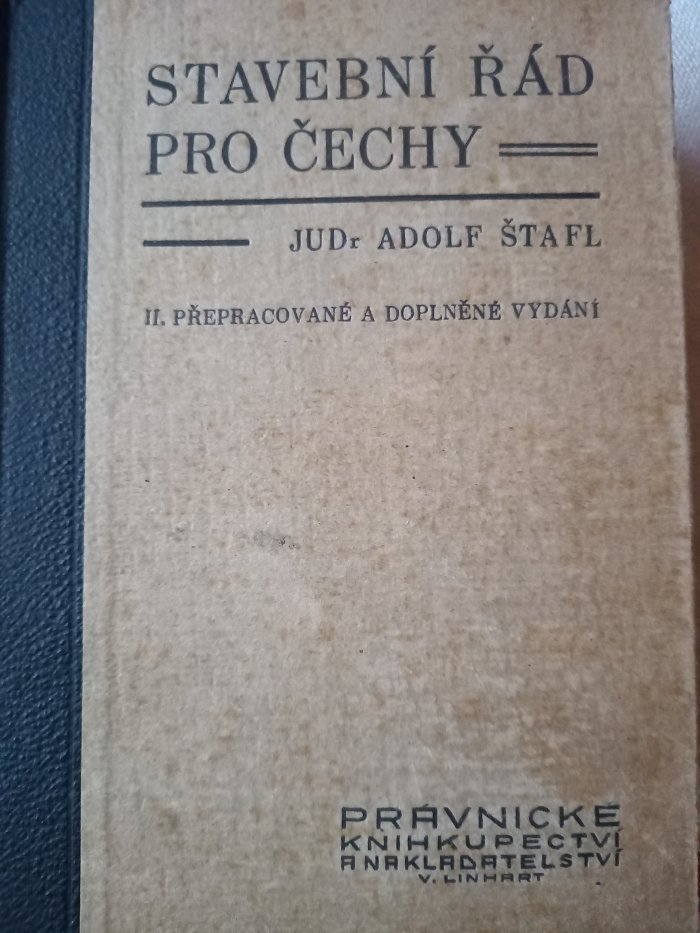 STAVEBNÍ ŘÁD
PRO ČECHY
JUDr ADOLF ŠTAFL
II. PŘEPRACOVANÉ A DOPLNĚNÉ VYDÁNÍ
PRÁVNICKÉ
KNIHKUPECTVÍ
A NAKLADATELSTVÍ
V. LINHART